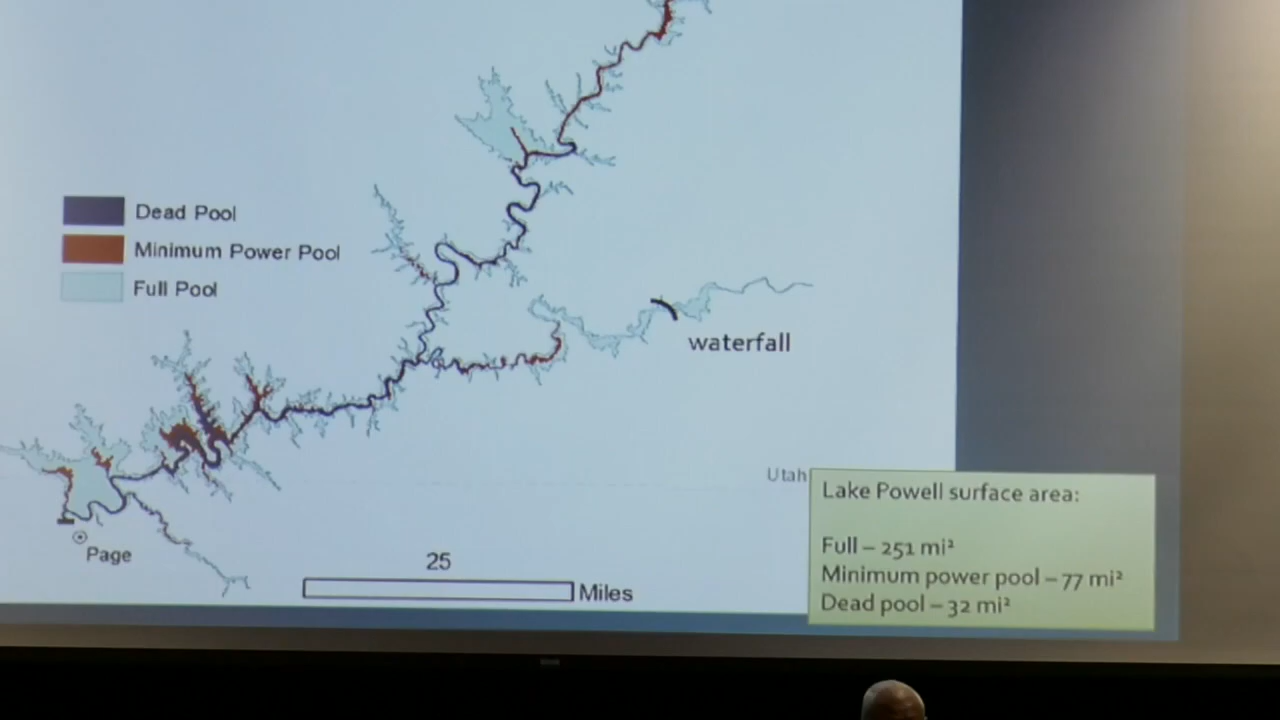 Dead Pool
Minimum Power Pool
Full Pool
waterfall
Utah
Page
25
Miles
Lake Powell surface area:
Full – 251 mi²
Minimum power pool – 77 mi²
Dead pool – 32 mi²